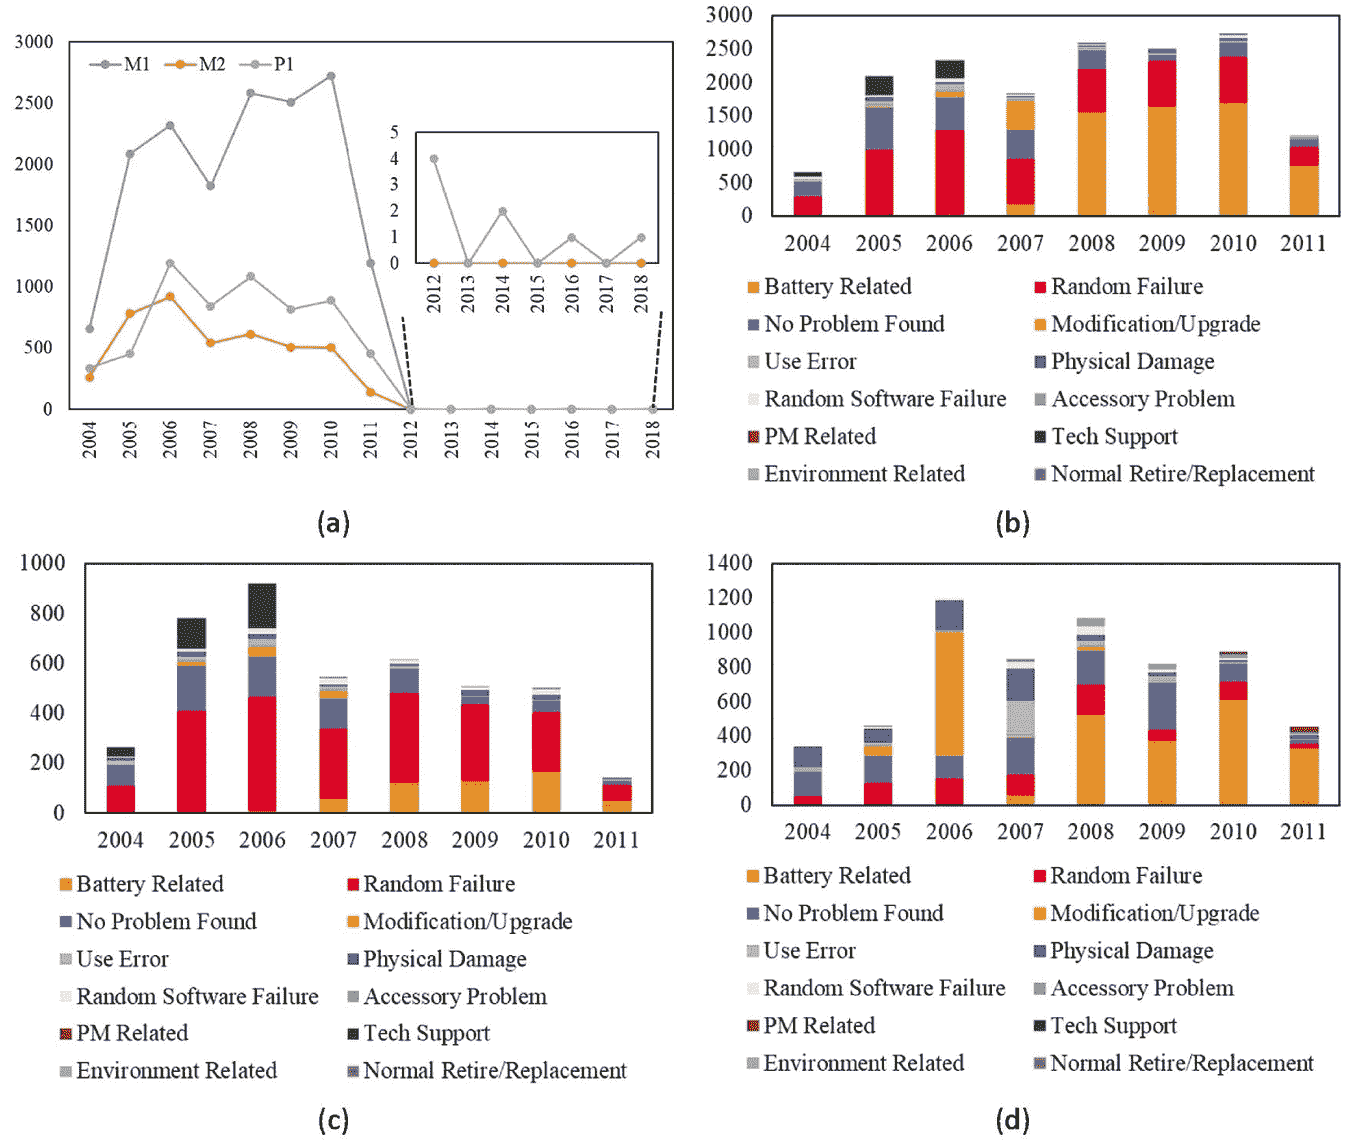 3000
2500
2000
1500
1000
500
0
M1 M2 P1
2004 2005 2006 2007 2008 2009 2010 2011 2012 2013 2014 2015 2016 2017 2018
5
4
3
2
1
0
2012 2013 2014 2015 2016 2017 2018
(a)
3000
2500
2000
1500
1000
500
0
2004 2005 2006 2007 2008 2009 2010 2011
Battery Related Random Failure
No Problem Found Modification/Upgrade
Use Error Physical Damage
Random Software Failure Accessory Problem
PM Related Tech Support
Environment Related Normal Retire/Replacement
(b)
1000
800
600
400
200
0
2004 2005 2006 2007 2008 2009 2010 2011
Battery Related Random Failure
No Problem Found Modification/Upgrade
Use Error Physical Damage
Random Software Failure Accessory Problem
PM Related Tech Support
Environment Related Normal Retire/Replacement
(c)
1400
1200
1000
800
600
400
200
0
2004 2005 2006 2007 2008 2009 2010 2011
Battery Related Random Failure
No Problem Found Modification/Upgrade
Use Error Physical Damage
Random Software Failure Accessory Problem
PM Related Tech Support
Environment Related Normal Retire/Replacement
(d)